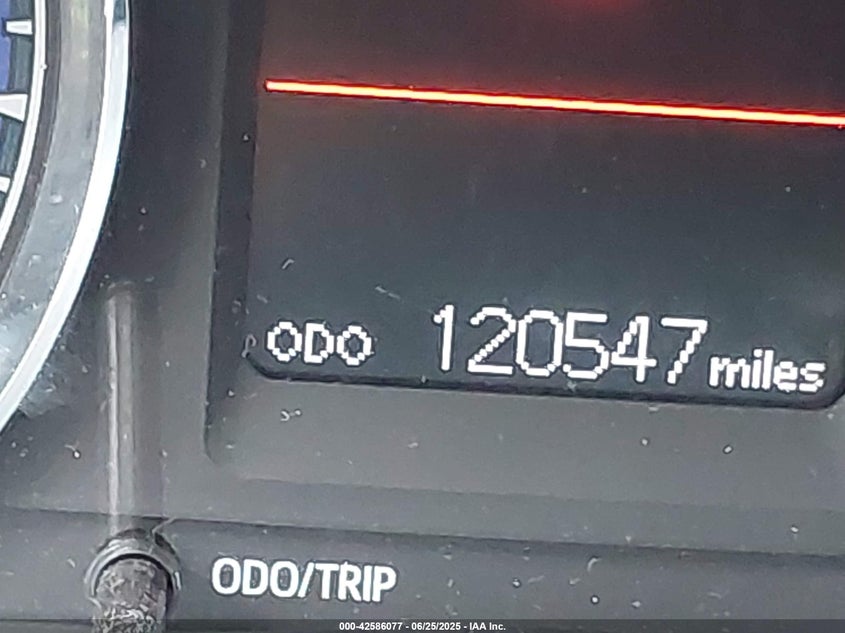 ODO 120547 miles
ODO/TRIP
000-42586077 - 06/25/2025 - IAA Inc.